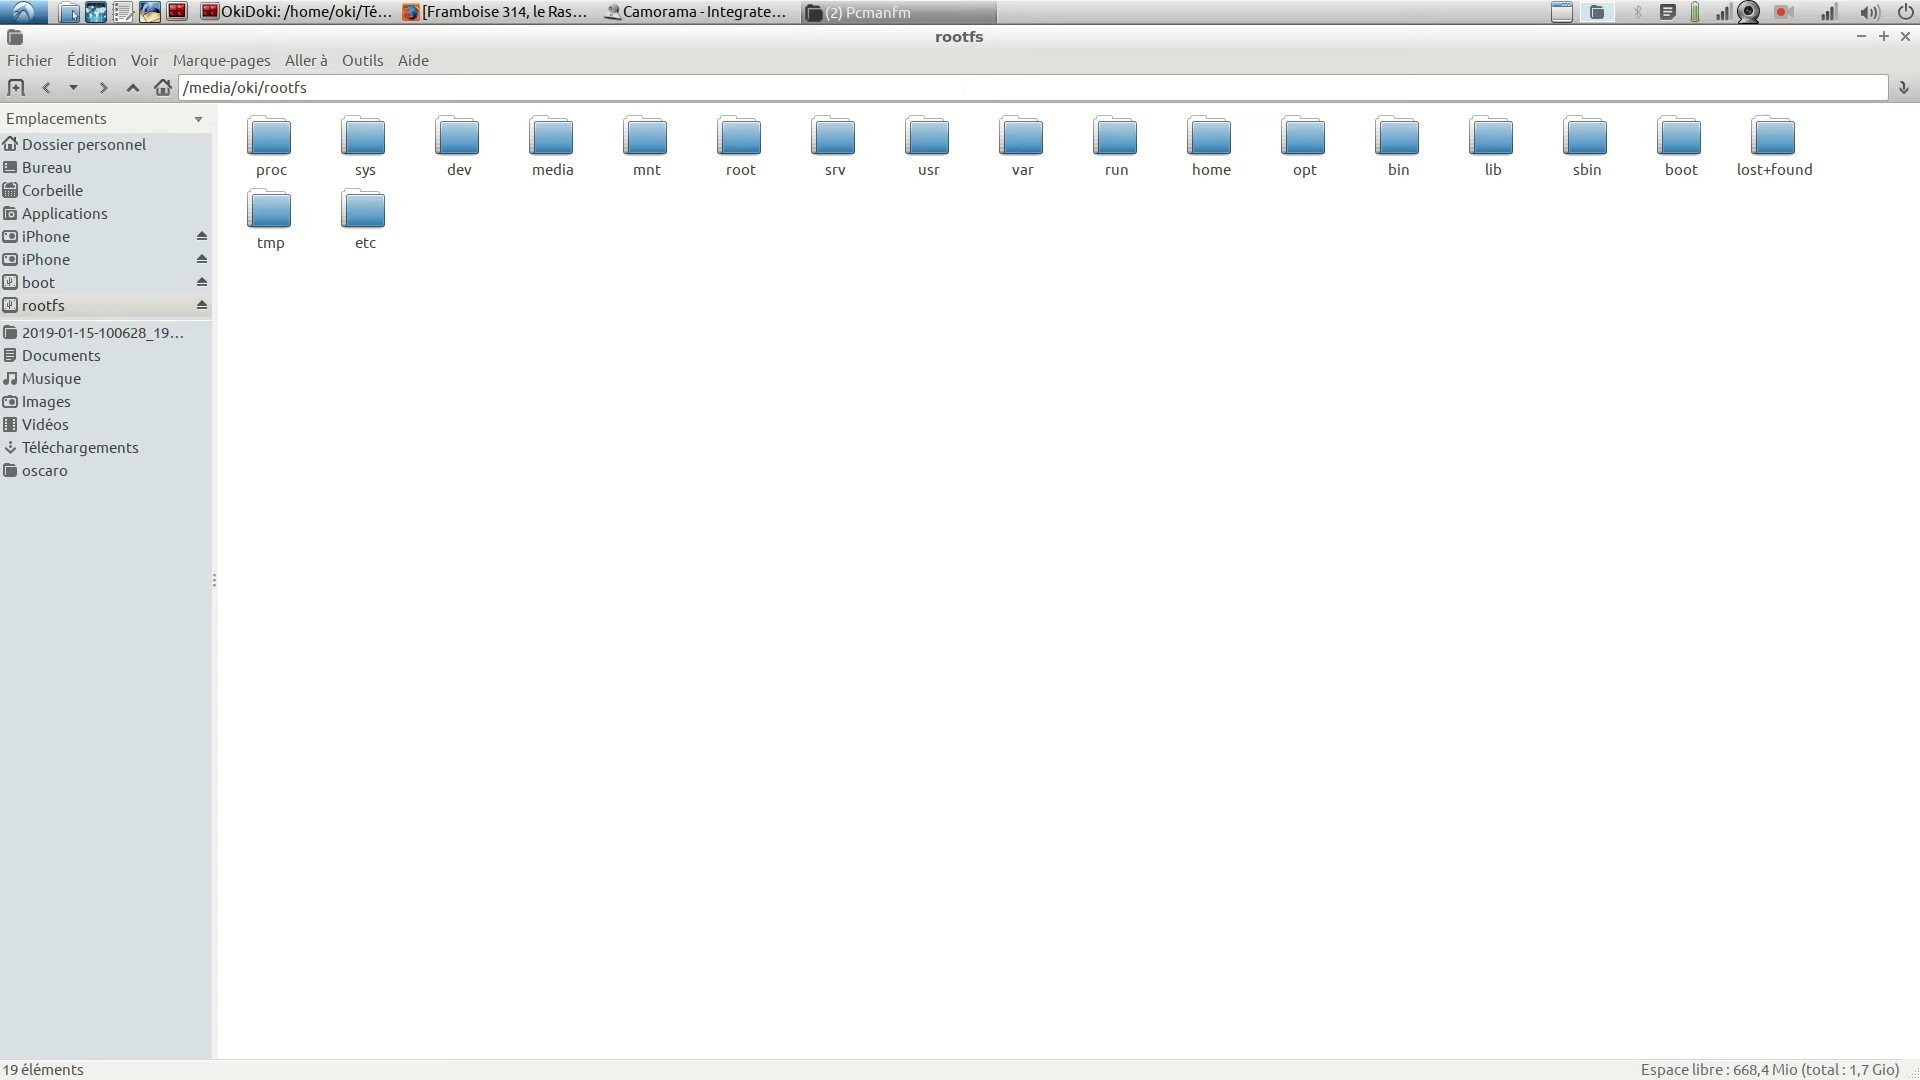 OkiDoki: /home/oki/Té... [Framboise 314, le Ras... Camorama - Integrate... (2) Pcmanfm
rootfs
Fichier Édition Voir Marque-pages Aller à Outils Aide
/media/oki/rootfs
Emplacements
Dossier personnel
Bureau
Corbeille
Applications
iPhone
iPhone
boot
rootfs
2019-01-15-100628_19...
Documents
Musique
Images
Vidéos
Téléchargements
oscaro
proc sys dev media mnt root srv usr var run home opt bin lib sbin boot lost+found
tmp etc
19 éléments
Espace libre : 668,4 Mio (total : 1,7 Gio)